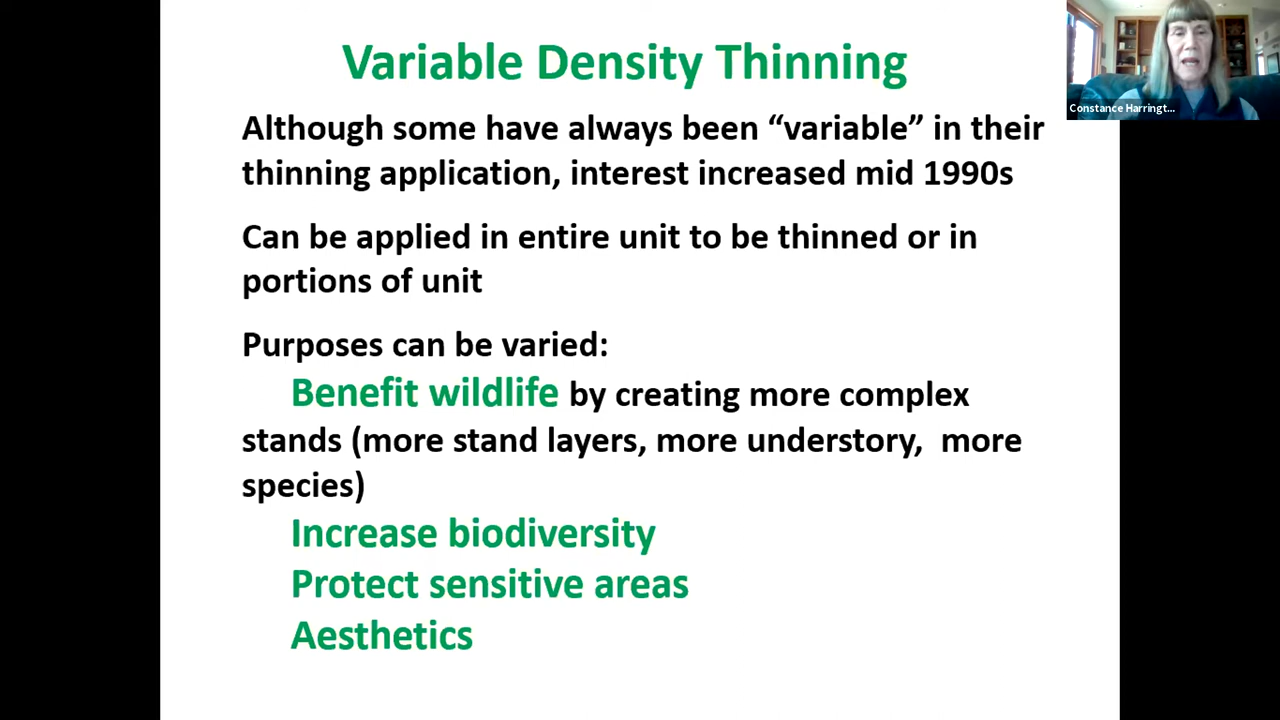 Variable Density Thinning
Constance Harringt...
Although some have always been “variable” in their
thinning application, interest increased mid 1990s
Can be applied in entire unit to be thinned or in
portions of unit
Purposes can be varied:
Benefit wildlife by creating more complex
stands (more stand layers, more understory,  more
species)
Increase biodiversity
Protect sensitive areas
Aesthetics